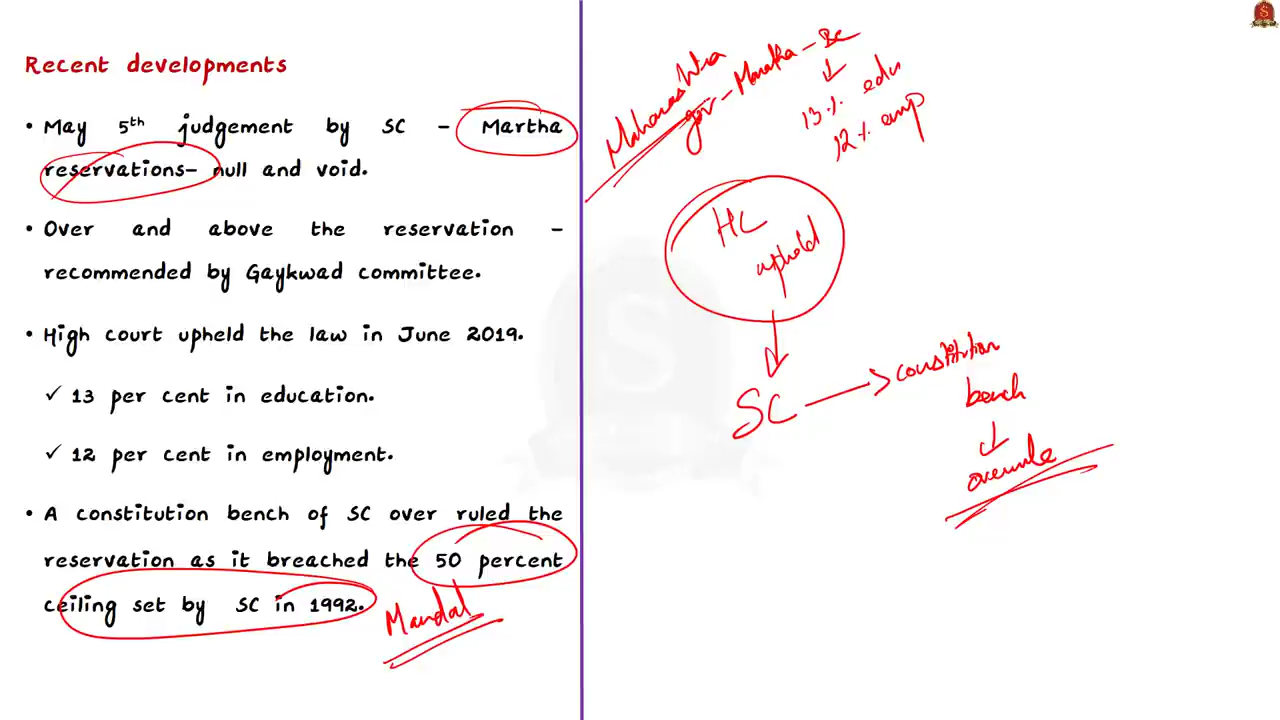 Recent developments
• May 5th judgement by SC - Martha
reservations- null and void.
• Over and above the reservation -
recommended by Gaykwad committee.
• High court upheld the law in June 2019.
✓ 13 per cent in education.
✓ 12 per cent in employment.
• A constitution bench of SC over ruled the
reservation as it breached the 50 percent
ceiling set by SC in 1992.
Mandal
Maharashtra
gov - Maratha - BC
↓
13% edu
12% emp
HC
uphold
SC → constitution
bench
↓
overrule
S